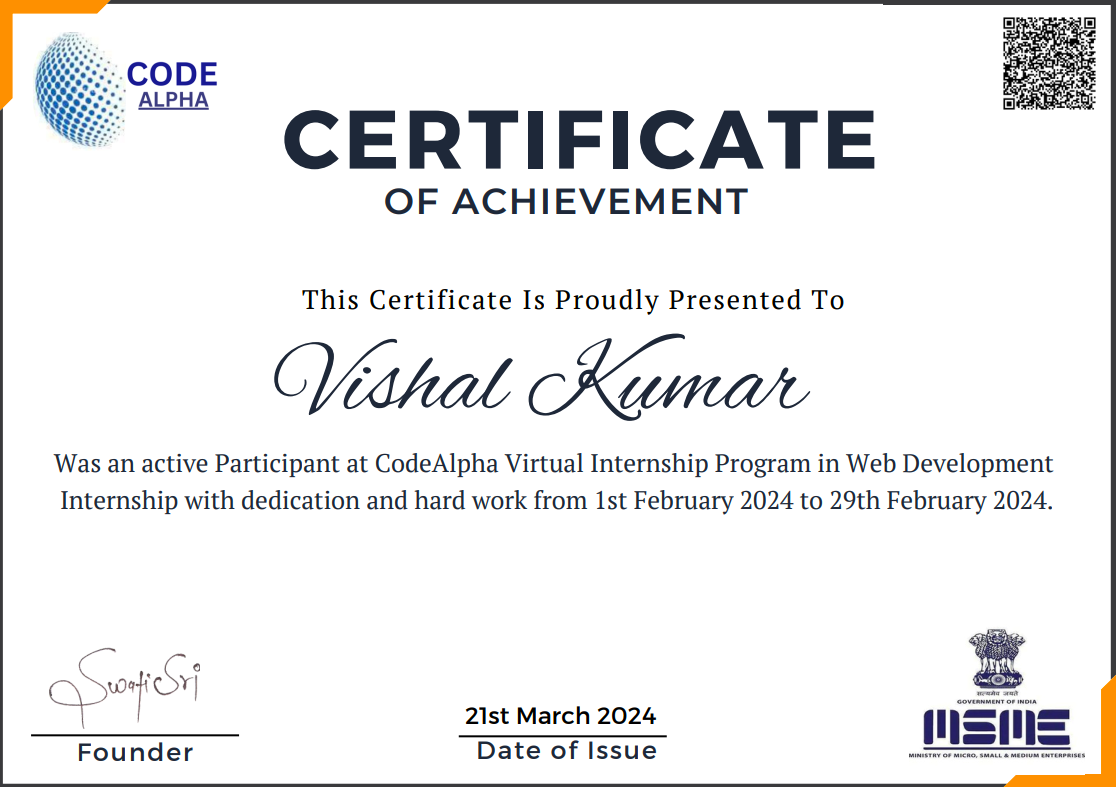 CODE
ALPHA
CERTIFICATE
OF ACHIEVEMENT
This Certificate Is Proudly Presented To
Vishal Kumar
Was an active Participant at CodeAlpha Virtual Internship Program in Web Development
Internship with dedication and hard work from 1st February 2024 to 29th February 2024.
Swati Sri
Founder
21st March 2024
Date of Issue
सत्यमेव जयते
GOVERNMENT OF INDIA
MSME
MINISTRY OF MICRO, SMALL & MEDIUM ENTERPRISES